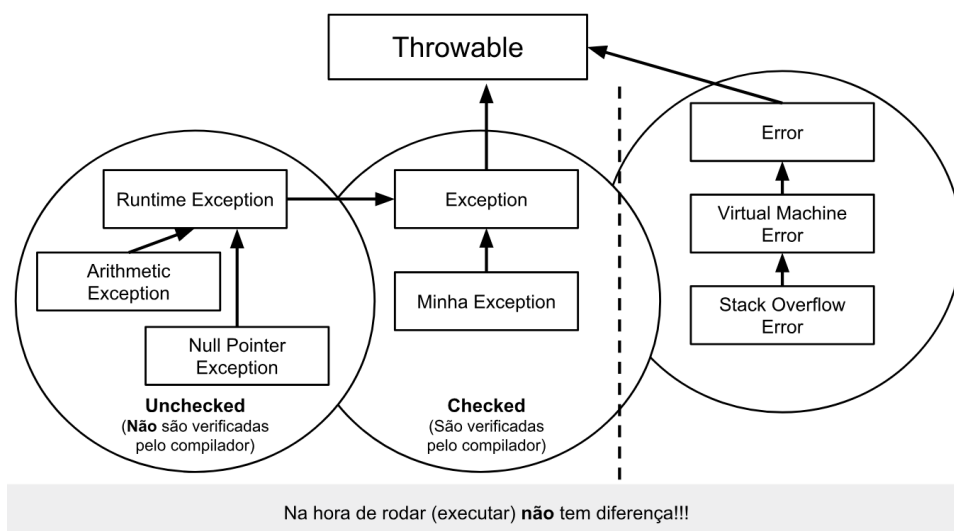 Throwable
Error
Runtime Exception
Exception
Virtual Machine
Error
Arithmetic
Exception
Minha Exception
Stack Overflow
Error
Null Pointer
Exception
Unchecked
(Não são verificadas
pelo compilador)
Checked
(São verificadas
pelo compilador)
Na hora de rodar (executar) não tem diferença!!!